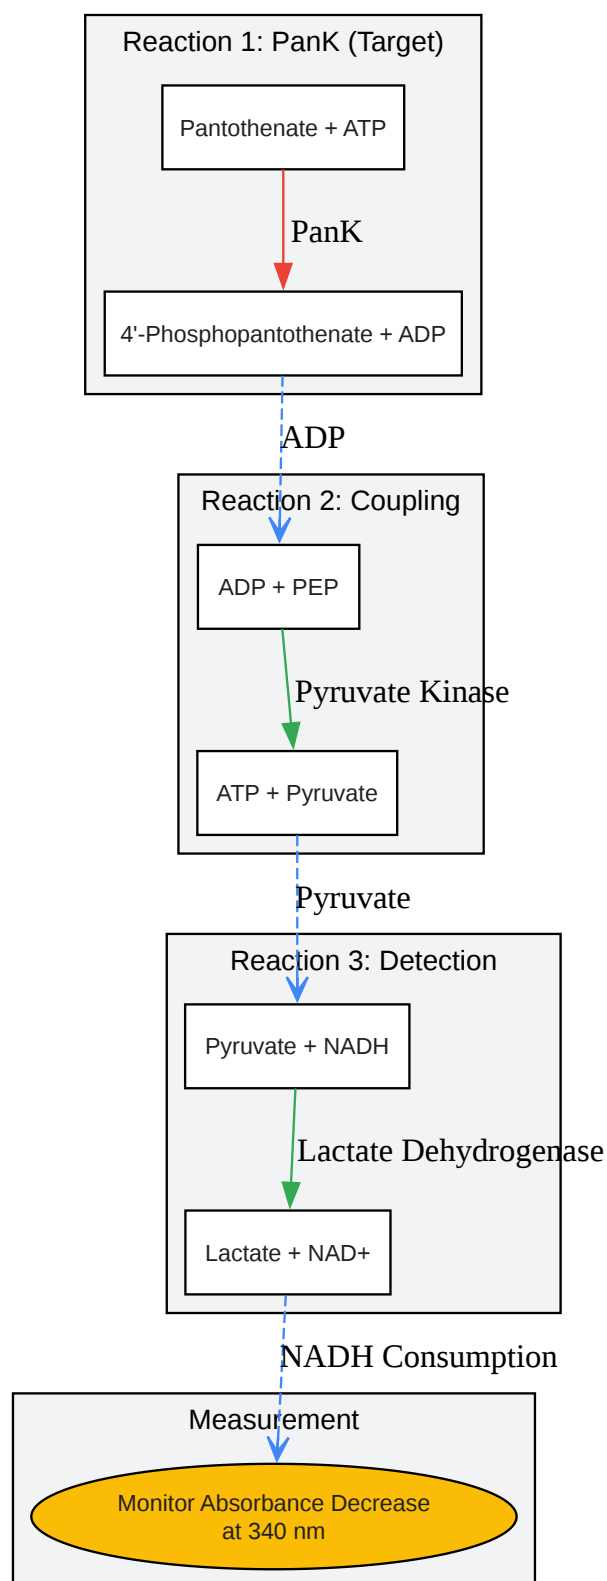 Reaction 1: PanK (Target)
Pantothenate + ATP
PanK
4'-Phosphopantothenate + ADP
ADP
Reaction 2: Coupling
ADP + PEP
Pyruvate Kinase
ATP + Pyruvate
Pyruvate
Reaction 3: Detection
Pyruvate + NADH
Lactate Dehydrogenase
Lactate + NAD+
NADH Consumption
Measurement
Monitor Absorbance Decrease
at 340 nm